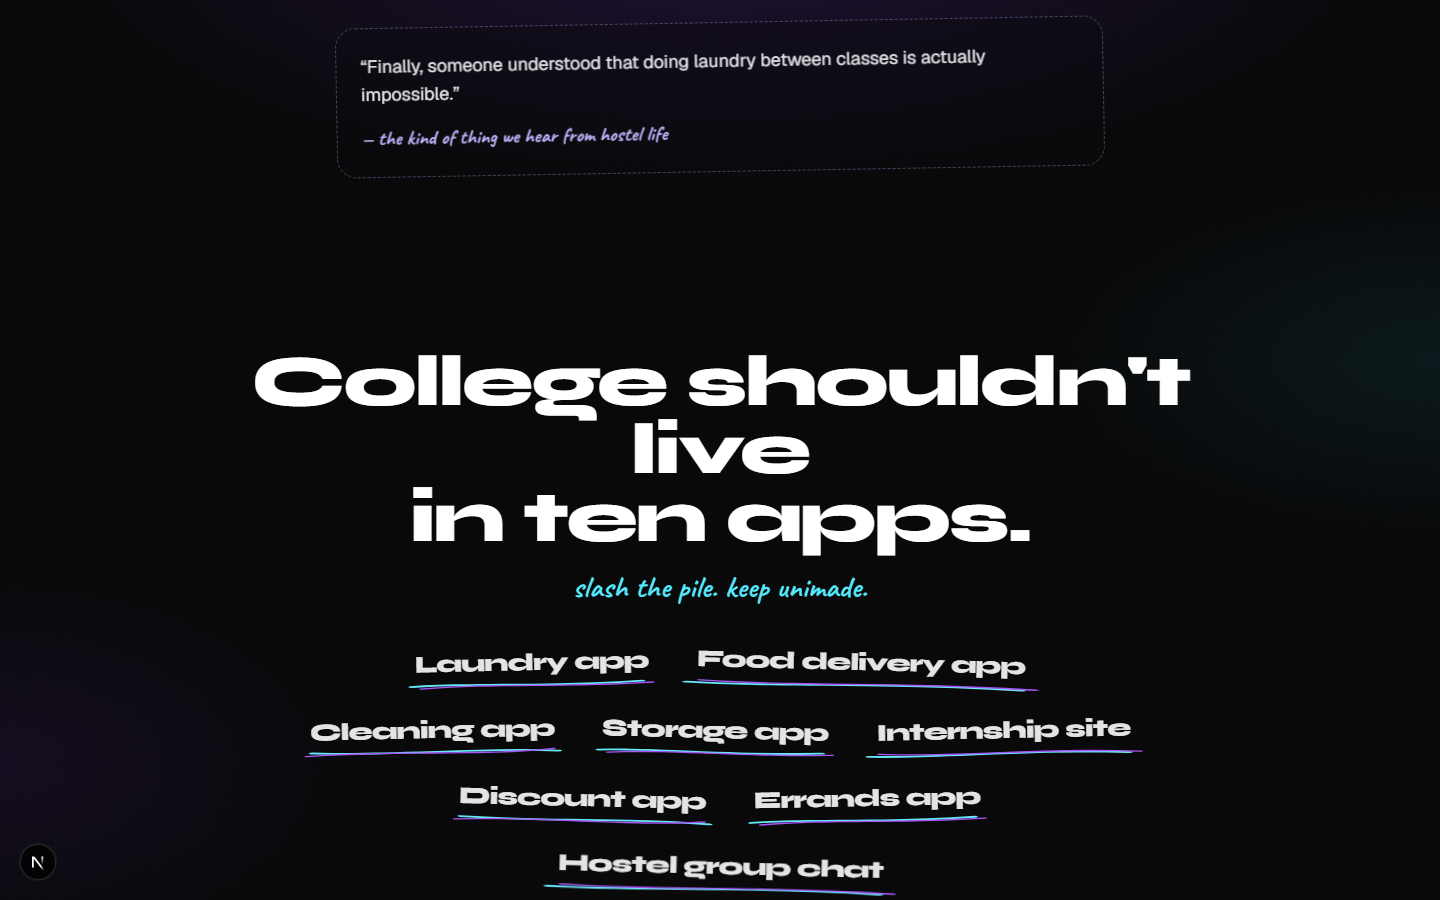 “Finally, someone understood that doing laundry between classes is actually
impossible.”
— the kind of thing we hear from hostel life
College shouldn't
live
in ten apps.
slash the pile. keep unimade.
Laundry app
Food delivery app
Cleaning app
Storage app
Internship site
Discount app
Errands app
Hostel group chat
N